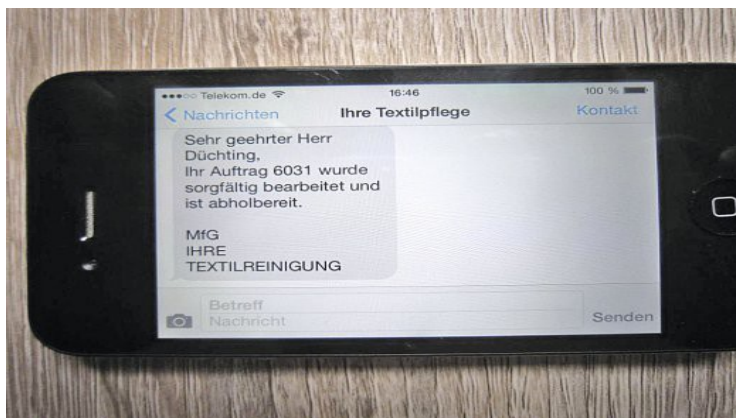 Telekom.de 16:46 100 %
Nachrichten Ihre Textilpflege Kontakt
Sehr geehrter Herr
Düchting,
Ihr Auftrag 6031 wurde
sorgfältig bearbeitet und
ist abholbereit.
MfG
IHRE
TEXTILREINIGUNG
Betreff
Nachricht Senden